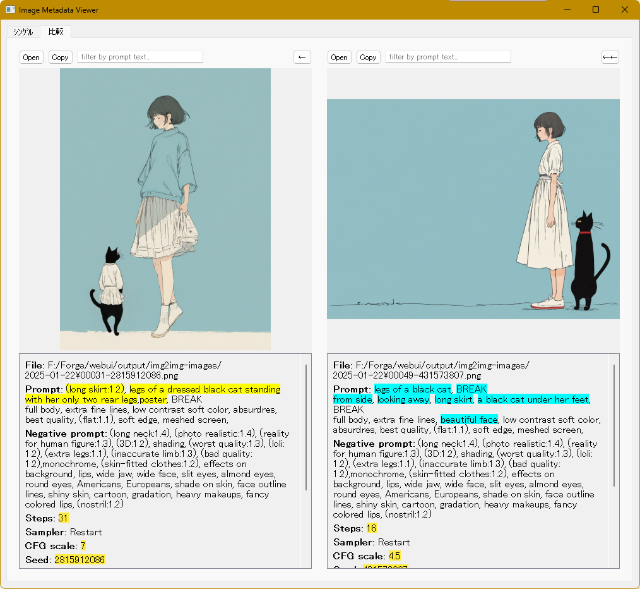 Image Metadata Viewer
シングル 比較
Open Copy filter by prompt text.. ←
Open Copy filter by prompt text.. ←→
File: F:/Forge/webui/output/img2img-images/
2025-01-22¥00031-2815912086.png
Prompt: (long skirt:1.2), legs of a dressed black cat standing
with her only two rear legs,poster, BREAK
full body, extra fine lines, low contrast soft color, absurdres,
best quality, (flat:1.1), soft edge, meshed screen,
Negative prompt: (long neck:1.4), (photo realistic:1.4), (reality
for human figure:1.3), (3D:1.2), shading, (worst quality:1.3), (loli:
1.2), (extra legs:1.1), (inaccurate limb:1.3), (bad quality:
1.2),monochrome, (skin-fitted clothes:1.2), effects on
background, lips, wide jaw, wide face, slit eyes, almond eyes,
round eyes, Americans, Europeans, shade on skin, face outline
lines, shiny skin, cartoon, gradation, heavy makeups, fancy
colored lips, (nostril:1.2)
Steps: 31
Sampler: Restart
CFG scale: 7
Seed: 2815912086
File: F:/Forge/webui/output/img2img-images/
2025-01-22¥00049-431573807.png
Prompt: legs of a black cat, BREAK
from side, looking away, long skirt, a black cat under her feet,
BREAK
full body, extra fine lines, beautiful face, low contrast soft color,
absurdres, best quality, (flat:1.1), soft edge, meshed screen,
Negative prompt: (long neck:1.4), (photo realistic:1.4), (reality
for human figure:1.3), (3D:1.2), shading, (worst quality:1.3), (loli:
1.2), (extra legs:1.1), (inaccurate limb:1.3), (bad quality:
1.2),monochrome, (skin-fitted clothes:1.2), effects on
background, lips, wide jaw, wide face, slit eyes, almond eyes,
round eyes, Americans, Europeans, shade on skin, face outline
lines, shiny skin, cartoon, gradation, heavy makeups, fancy
colored lips, (nostril:1.2)
Steps: 16
Sampler: Restart
CFG scale: 4.5